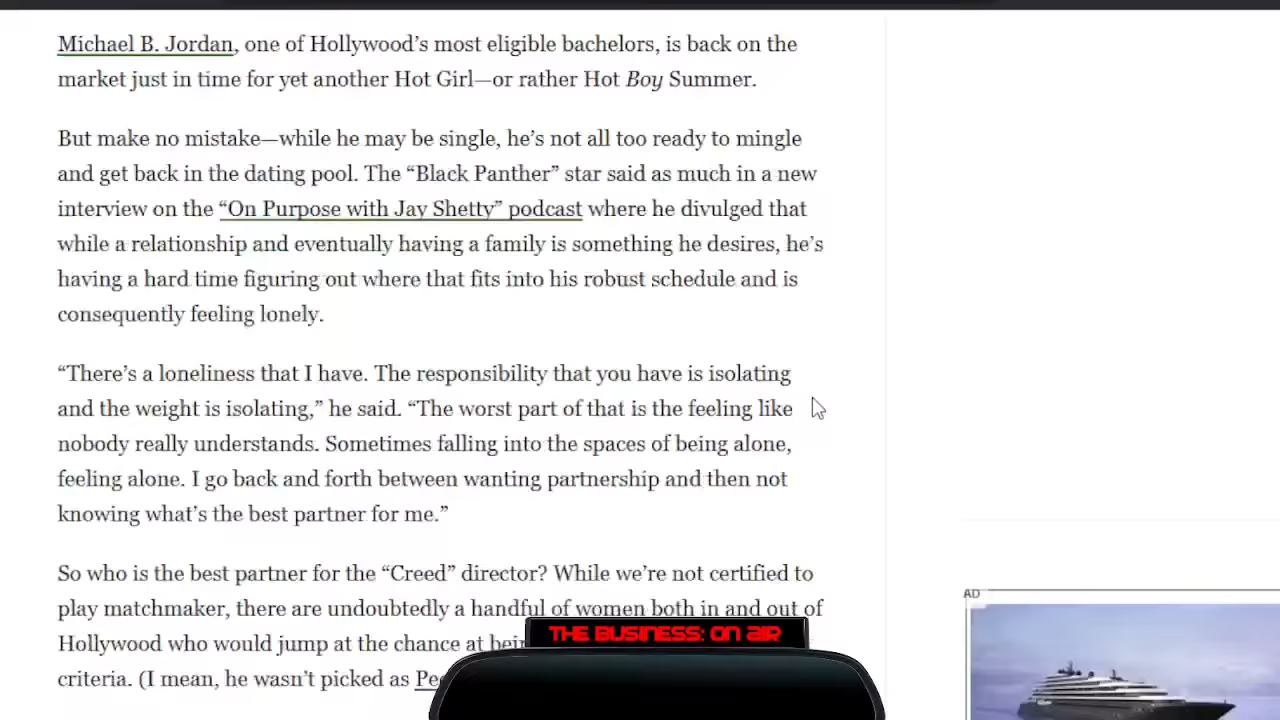 Michael B. Jordan, one of Hollywood’s most eligible bachelors, is back on the
market just in time for yet another Hot Girl—or rather Hot Boy Summer.
But make no mistake—while he may be single, he’s not all too ready to mingle
and get back in the dating pool. The “Black Panther” star said as much in a new
interview on the “On Purpose with Jay Shetty” podcast where he divulged that
while a relationship and eventually having a family is something he desires, he’s
having a hard time figuring out where that fits into his robust schedule and is
consequently feeling lonely.
“There’s a loneliness that I have. The responsibility that you have is isolating
and the weight is isolating,” he said. “The worst part of that is the feeling like
nobody really understands. Sometimes falling into the spaces of being alone,
feeling alone. I go back and forth between wanting partnership and then not
knowing what’s the best partner for me.”
So who is the best partner for the “Creed” director? While we’re not certified to
play matchmaker, there are undoubtedly a handful of women both in and out of
Hollywood who would jump at the chance at
criteria. (I mean, he wasn’t picked as
AD
THE BUSINESS: ON AIR